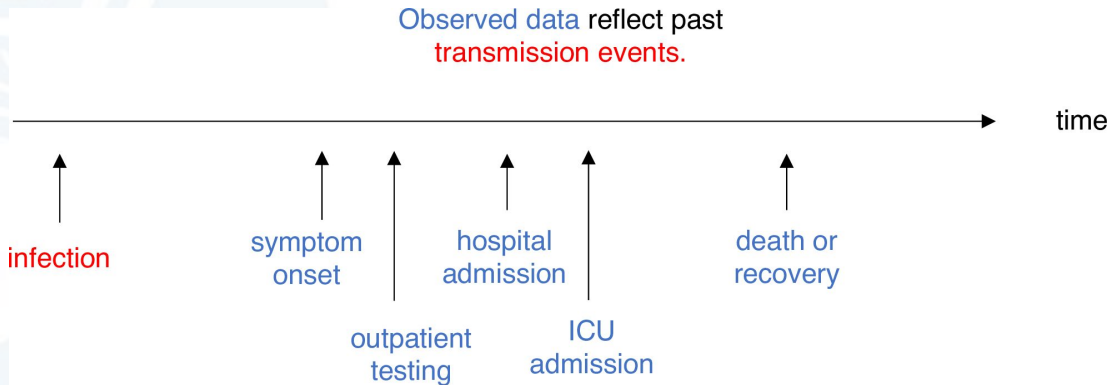 Observed data reflect past
transmission events.
time
infection
symptom
onset
outpatient
testing
hospital
admission
ICU
admission
death or
recovery